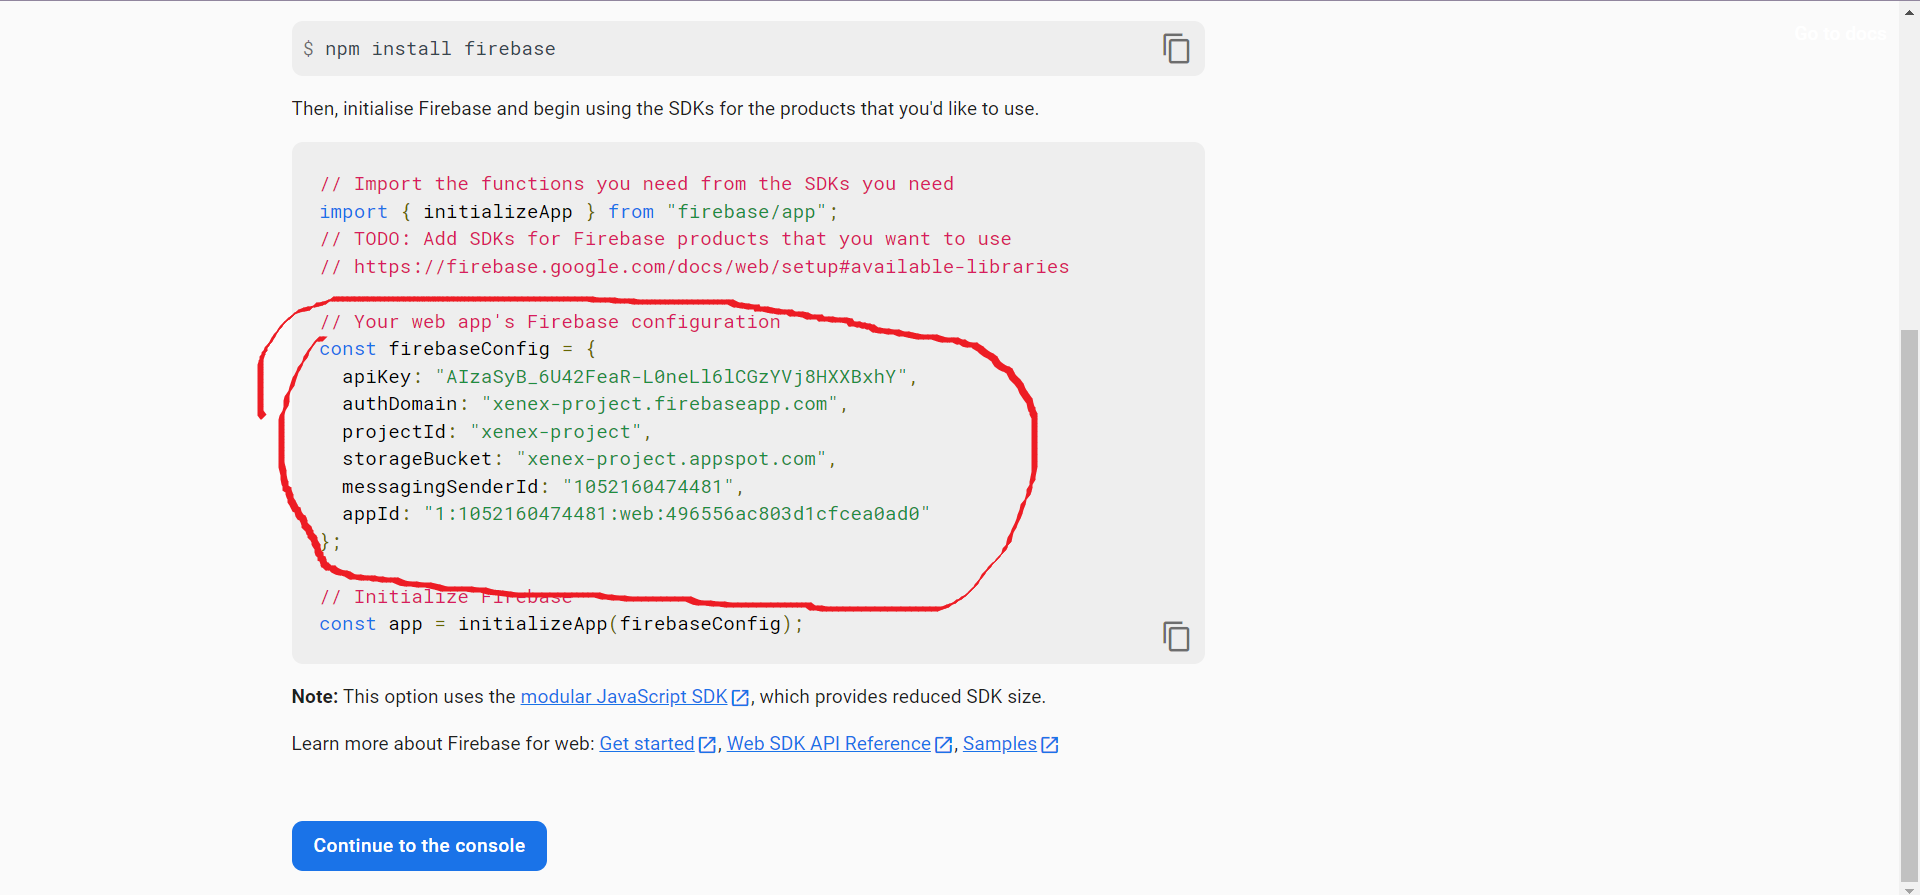 Go to docs
$ npm install firebase
Then, initialise Firebase and begin using the SDKs for the products that you'd like to use.
// Import the functions you need from the SDKs you need
import { initializeApp } from "firebase/app";
// TODO: Add SDKs for Firebase products that you want to use
// https://firebase.google.com/docs/web/setup#available-libraries
// Your web app's Firebase configuration
const firebaseConfig = {
apiKey: "AIzaSyB_6U42FeaR-L0neLl6lCGzYVj8HXXBxhY",
authDomain: "xenex-project.firebaseapp.com",
projectId: "xenex-project",
storageBucket: "xenex-project.appspot.com",
messagingSenderId: "1052160474481",
appId: "1:1052160474481:web:496556ac803d1cfcea0ad0"
};
// Initialize Firebase
const app = initializeApp(firebaseConfig);
Note: This option uses the modular JavaScript SDK, which provides reduced SDK size.
Learn more about Firebase for web: Get started, Web SDK API Reference, Samples
Continue to the console